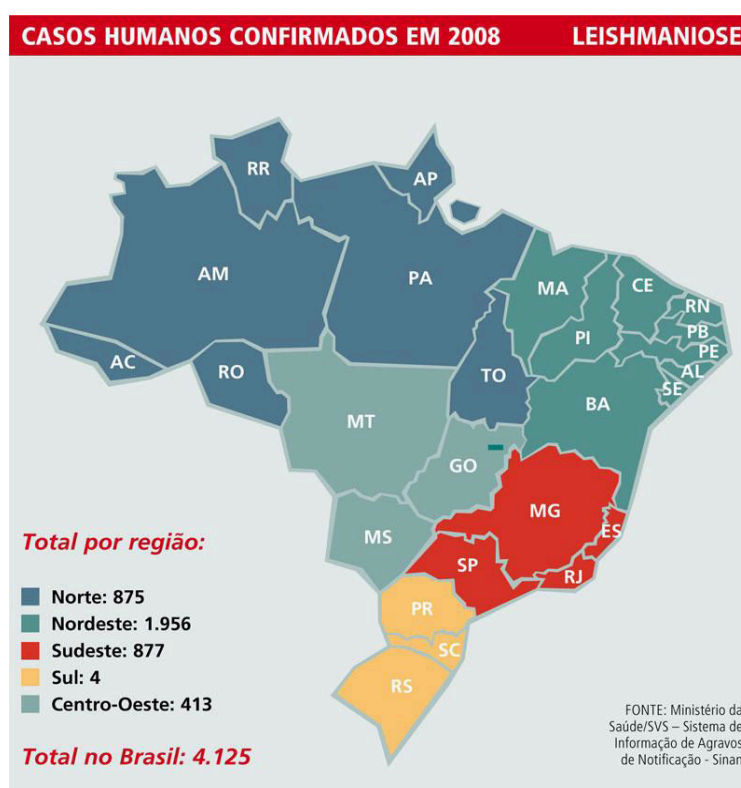 CASOS HUMANOS CONFIRMADOS EM 2008 LEISHMANIOSE
RR
AP
AM
PA
MA
CE
RN
PI
PB
PE
AC
RO
TO
AL
SE
BA
MT
GO
MG
ES
MS
SP
RJ
PR
SC
RS
Total por região:
Norte: 875
Nordeste: 1.956
Sudeste: 877
Sul: 4
Centro-Oeste: 413
Total no Brasil: 4.125
FONTE: Ministério da
Saúde/SVS – Sistema de
Informação de Agravos
de Notificação - Sinan